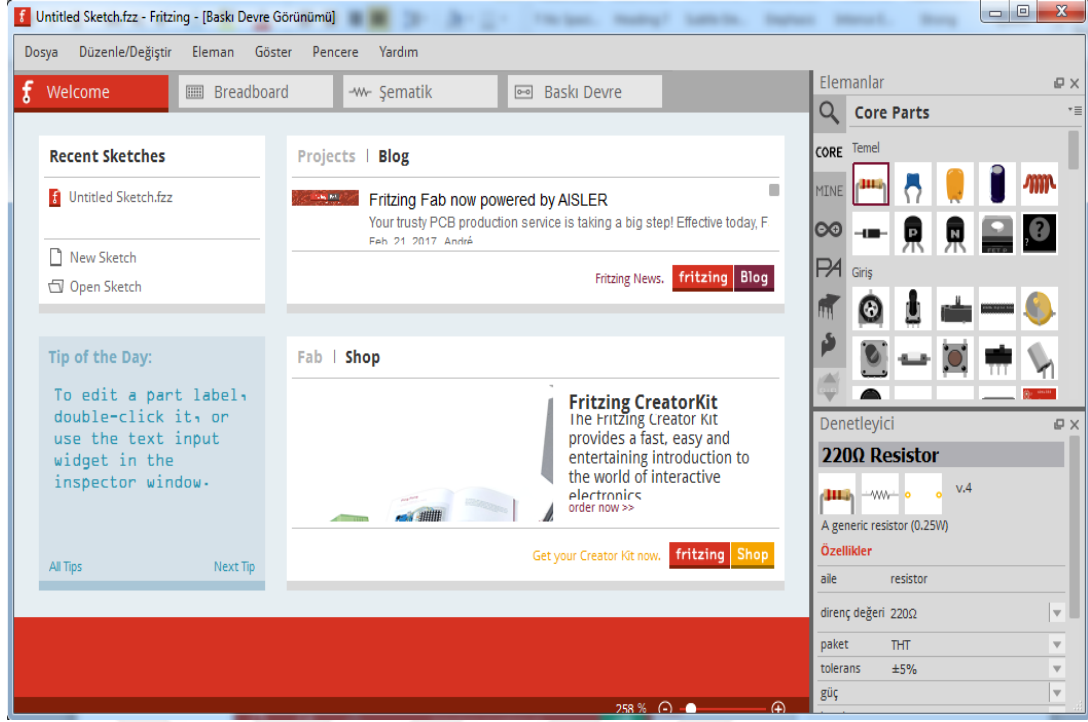 Untitled Sketch.fzz - Fritzing - [Baskı Devre Görünümü]
Dosya Düzenle/Değiştir Eleman Göster Pencere Yardım
Welcome Breadboard Şematik Baskı Devre
Recent Sketches
Untitled Sketch.fzz
New Sketch
Open Sketch
Projects | Blog
Fritzing Fab now powered by AISLER
Your trusty PCB production service is taking a big step! Effective today, F
Feb. 21, 2017, André
Fritzing News. fritzing Blog
Tip of the Day:
To edit a part label,
double-click it, or
use the text input
widget in the
inspector window.
All Tips Next Tip
Fab | Shop
Fritzing CreatorKit
The Fritzing Creator Kit
provides a fast, easy and
entertaining introduction to
the world of interactive
electronics
order now >>
Get your Creator Kit now. fritzing Shop
258 %
Elemanlar
Core Parts
CORE
MINE
Temel
P N
?
Giriş
Denetleyici
220Ω Resistor
v.4
A generic resistor (0.25W)
Özellikler
aile resistor
direnç değeri 220Ω
paket THT
tolerans ±5%
güç